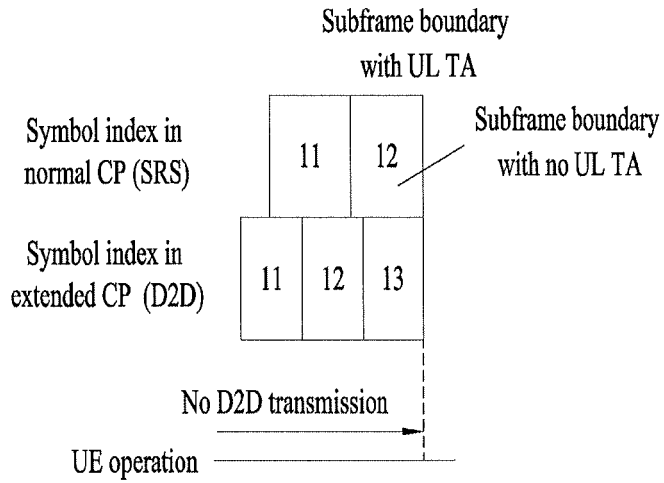 Subframe boundary
with UL TA
Symbol index in
normal CP (SRS)
11
12
Subframe boundary
with no UL TA
Symbol index in
extended CP (D2D)
11
12
13
No D2D transmission
UE operation